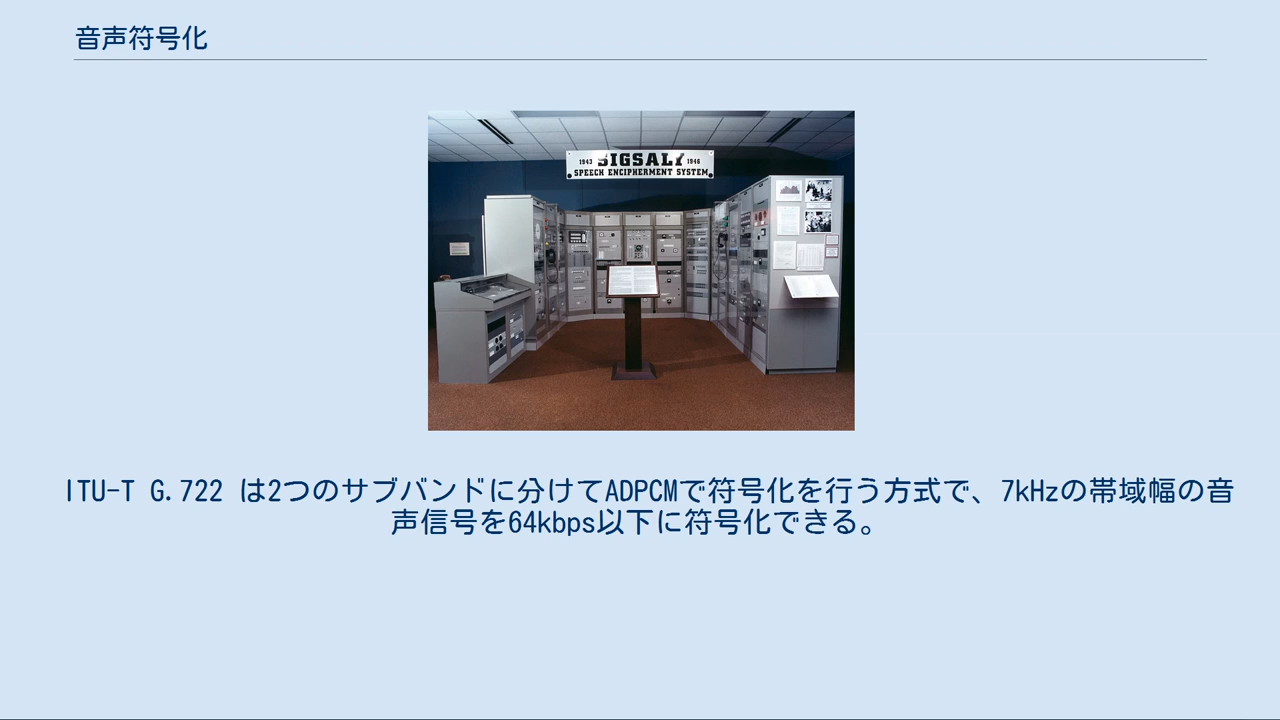 音声符号化
1943 SIGSALY 1946
SPEECH ENCIPHERMENT SYSTEM
ITU-T G.722 は2つのサブバンドに分けてADPCMで符号化を行う方式で、7kHzの帯域幅の音
声信号を64kbps以下に符号化できる。